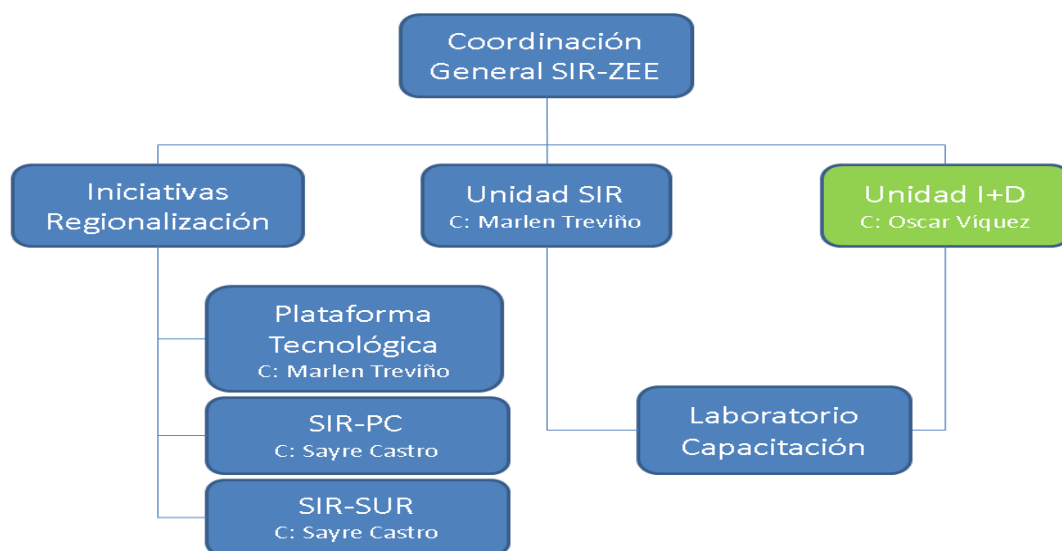 Coordinación
General SIR-ZEE
Iniciativas
Regionalización
Unidad SIR
C: Marlen Treviño
Unidad I+D
C: Oscar Víquez
Plataforma
Tecnológica
C: Marlen Treviño
SIR-PC
C: Sayre Castro
SIR-SUR
C: Sayre Castro
Laboratorio
Capacitación